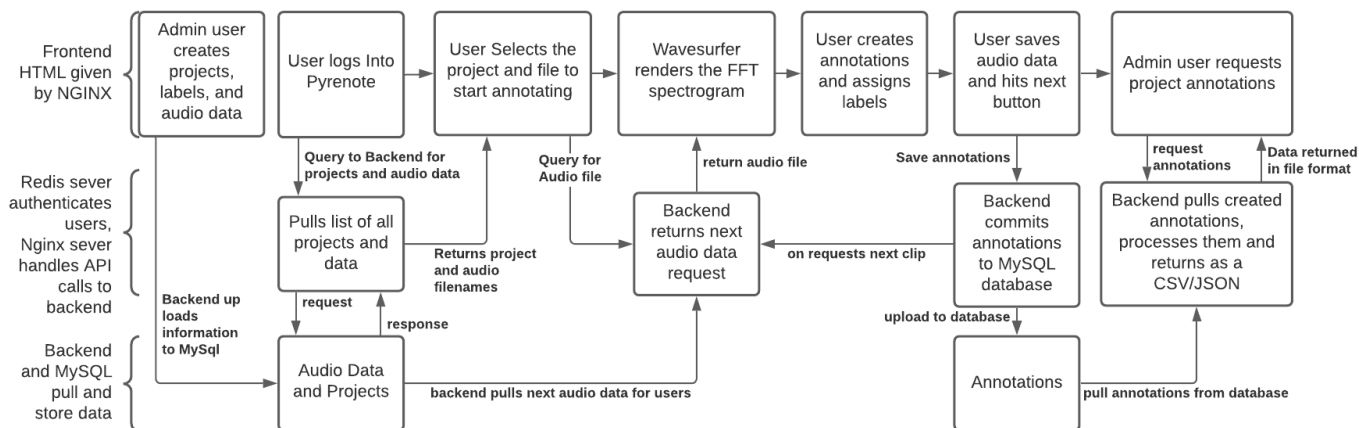 Frontend
HTML given
by NGINX
Admin user
creates
projects,
labels, and
audio data
User logs Into
Pyrenote
User Selects the
project and file to
start annotating
Wavesurfer
renders the FFT
spectrogram
User creates
annotations
and assigns
labels
User saves
audio data
and hits next
button
Admin user requests
project annotations
Query to Backend for
projects and audio data
Query for
Audio file
return audio file
Save annotations
request
annotations
Data returned
in file format
Redis sever
authenticates
users,
Nginx sever
handles API
calls to
backend
Pulls list of all
projects and
data
Returns project
and audio
filenames
Backend
returns next
audio data
request
on requests next clip
Backend
commits
annotations
to MySQL
database
Backend pulls created
annotations,
processes them and
returns as a
CSV/JSON
Backend up
loads
information
to MySql
request
response
upload to database
Backend
and MySQL
pull and
store data
Audio Data
and Projects
backend pulls next audio data for users
Annotations
pull annotations from database